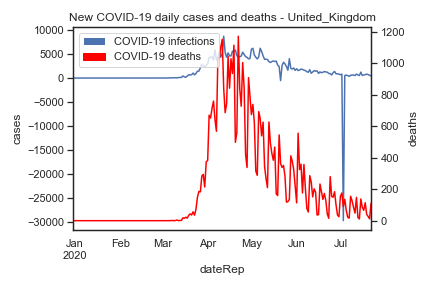 New COVID-19 daily cases and deaths - United_Kingdom
COVID-19 infections
COVID-19 deaths
10000
5000
0
−5000
−10000
−15000
−20000
−25000
−30000
cases
1200
1000
800
600
400
200
0
deaths
Jan Feb Mar Apr May Jun Jul
2020
dateRep